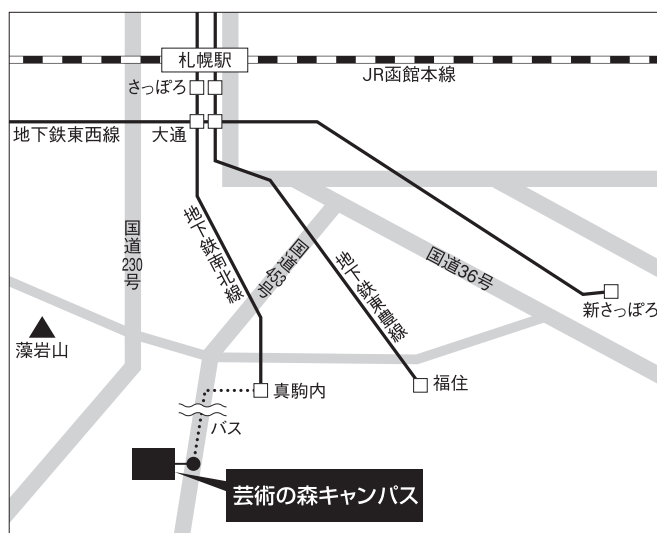 札幌駅
JR函館本線
さっぽろ
地下鉄東西線
大通
国道230号
地下鉄南北線
国道453号
地下鉄東豊線
国道36号
新さっぽろ
藻岩山
真駒内
福住
バス
芸術の森キャンパス